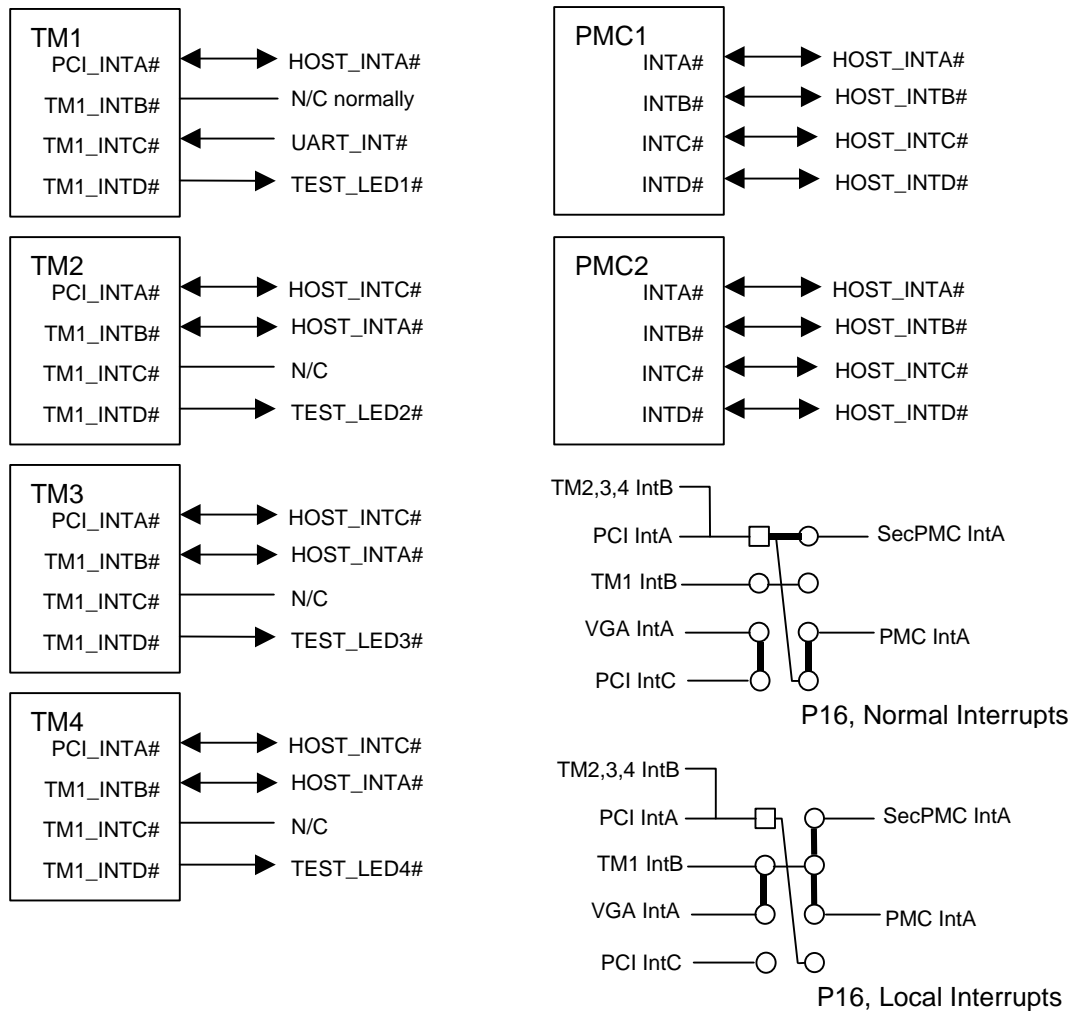 TM1
PCI_INTA# HOST_INTA#
TM1_INTB# N/C normally
TM1_INTC# UART_INT#
TM1_INTD# TEST_LED1#
TM2
PCI_INTA# HOST_INTC#
TM1_INTB# HOST_INTA#
TM1_INTC# N/C
TM1_INTD# TEST_LED2#
TM3
PCI_INTA# HOST_INTC#
TM1_INTB# HOST_INTA#
TM1_INTC# N/C
TM1_INTD# TEST_LED3#
TM4
PCI_INTA# HOST_INTC#
TM1_INTB# HOST_INTA#
TM1_INTC# N/C
TM1_INTD# TEST_LED4#
PMC1
INTA# HOST_INTA#
INTB# HOST_INTB#
INTC# HOST_INTC#
INTD# HOST_INTD#
PMC2
INTA# HOST_INTA#
INTB# HOST_INTB#
INTC# HOST_INTC#
INTD# HOST_INTD#
TM2,3,4 IntB
PCI IntA SecPMC IntA
TM1 IntB
VGA IntA PMC IntA
PCI IntC
P16, Normal Interrupts
TM2,3,4 IntB
PCI IntA SecPMC IntA
TM1 IntB
VGA IntA PMC IntA
PCI IntC
P16, Local Interrupts